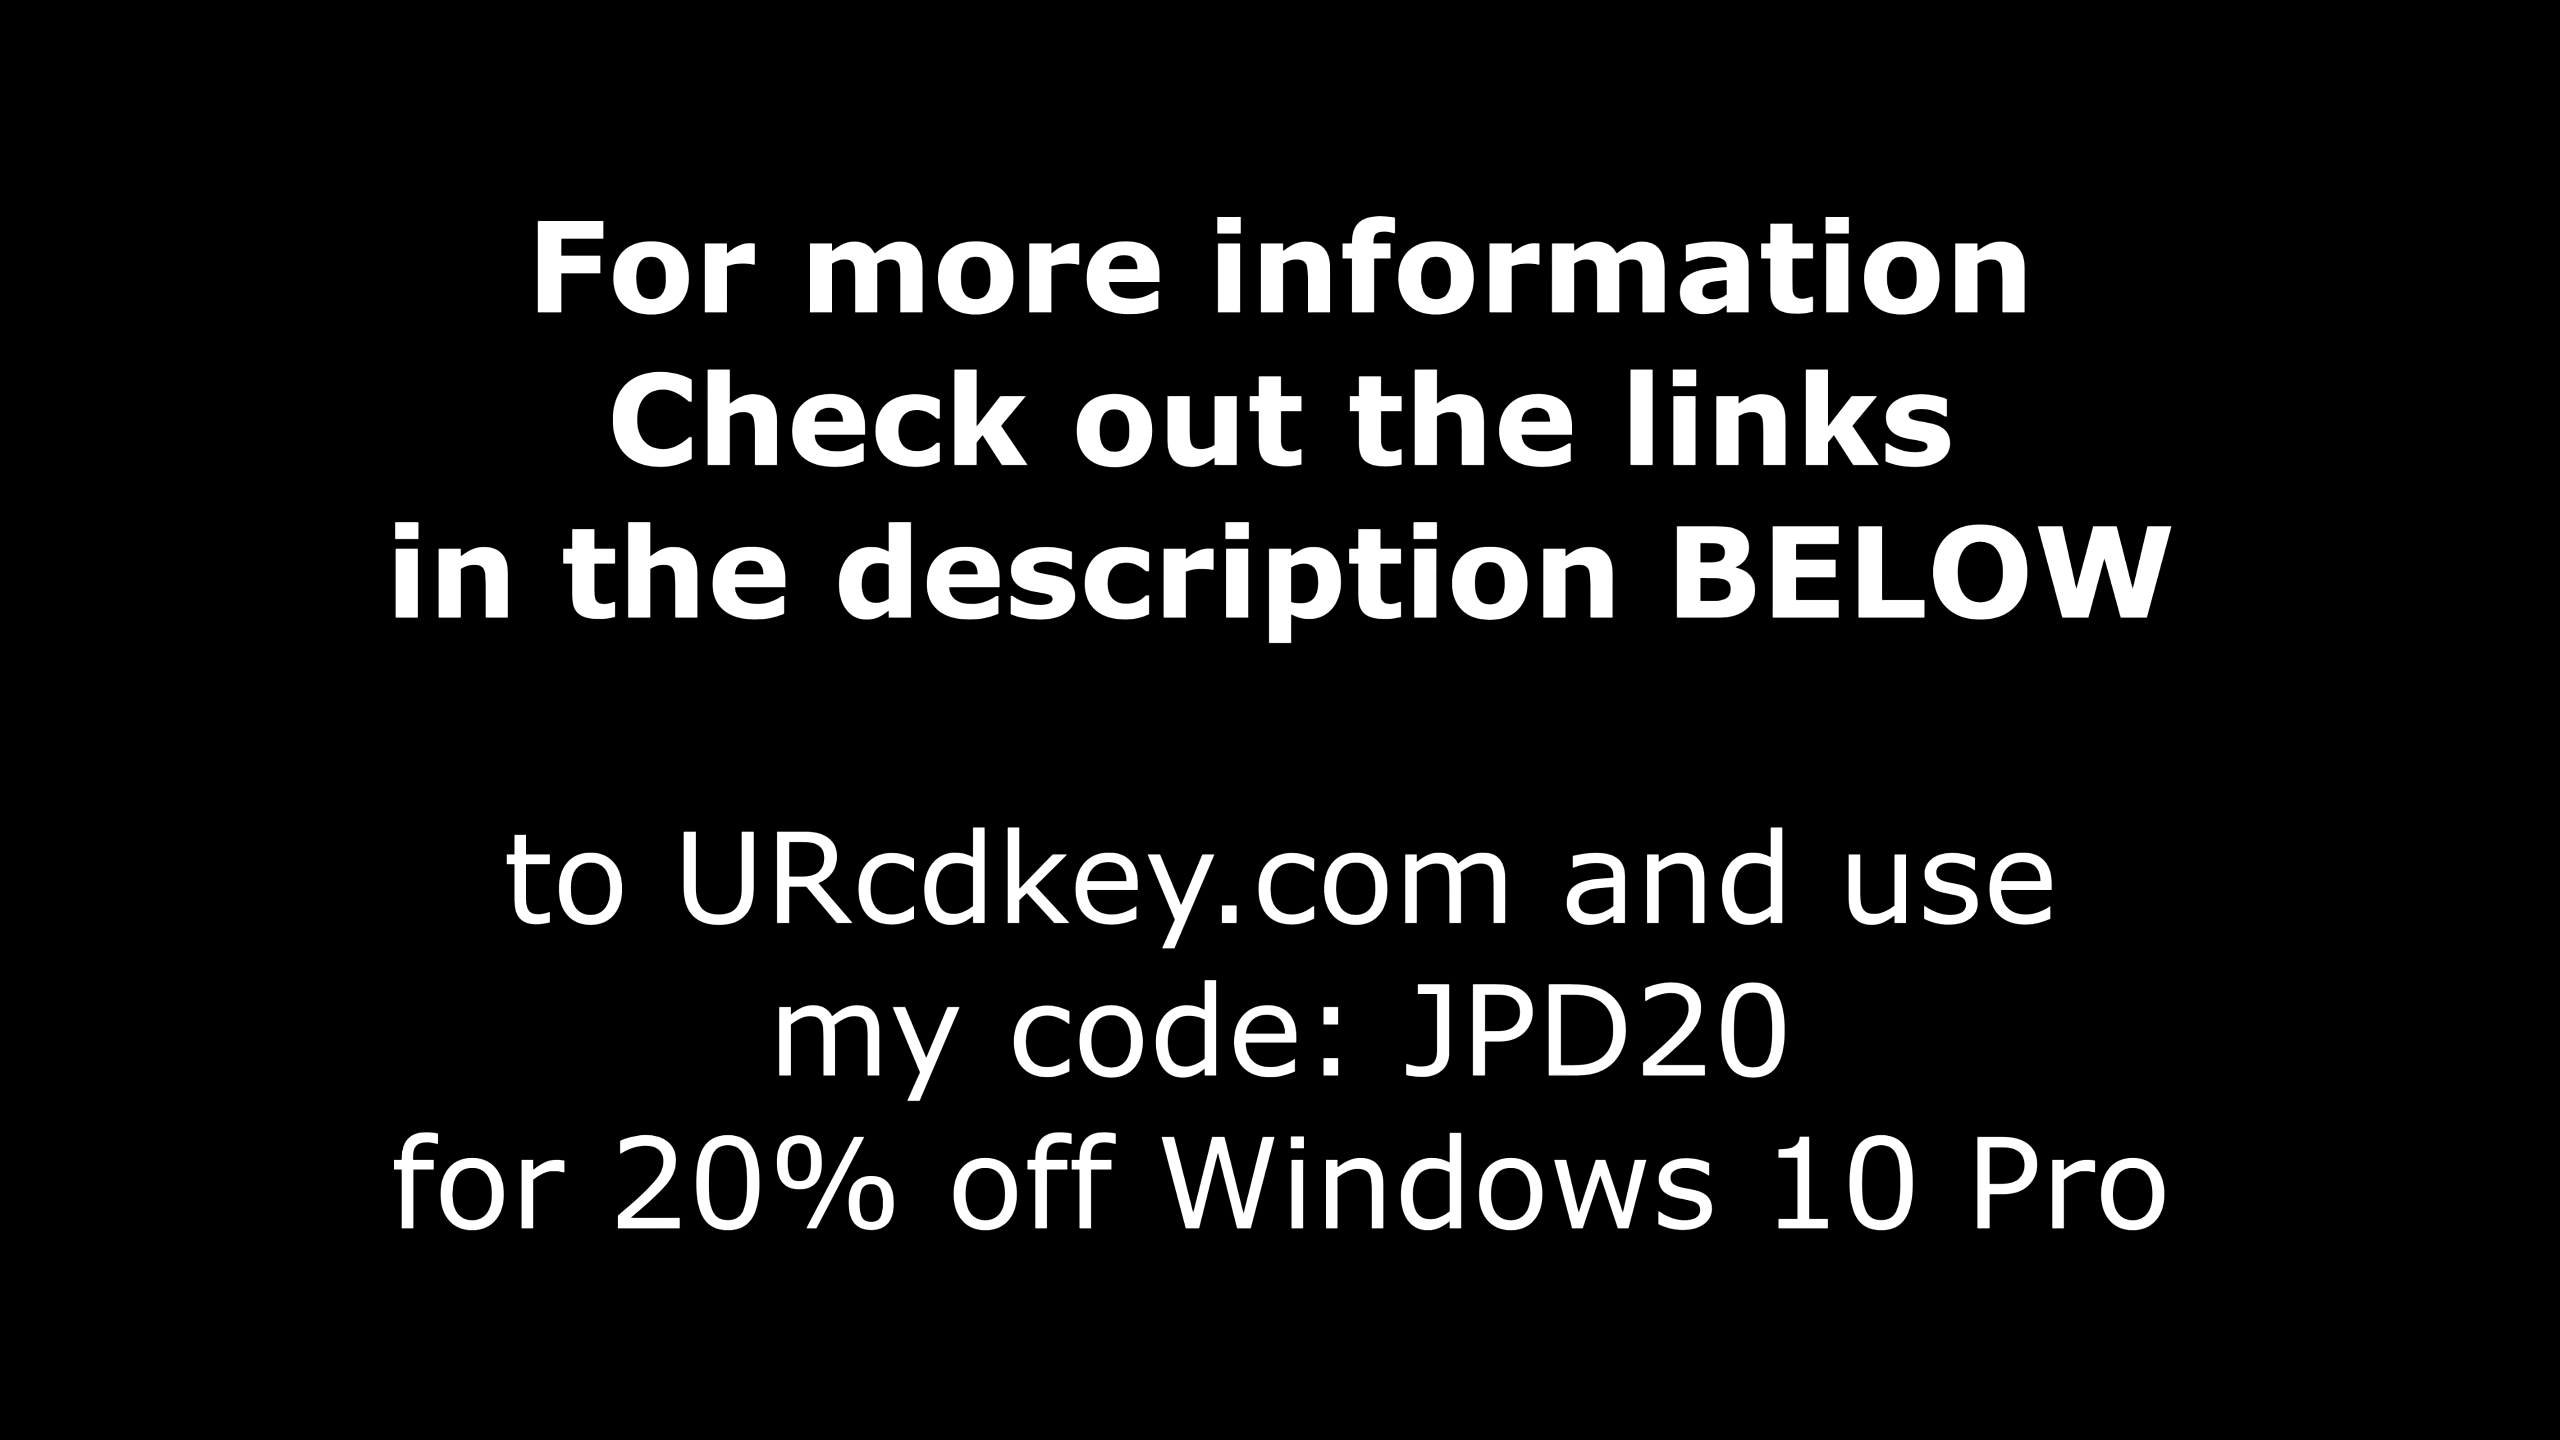 For more information
Check out the links
in the description BELOW
to URcdkey.com and use
my code: JPD20
for 20% off Windows 10 Pro